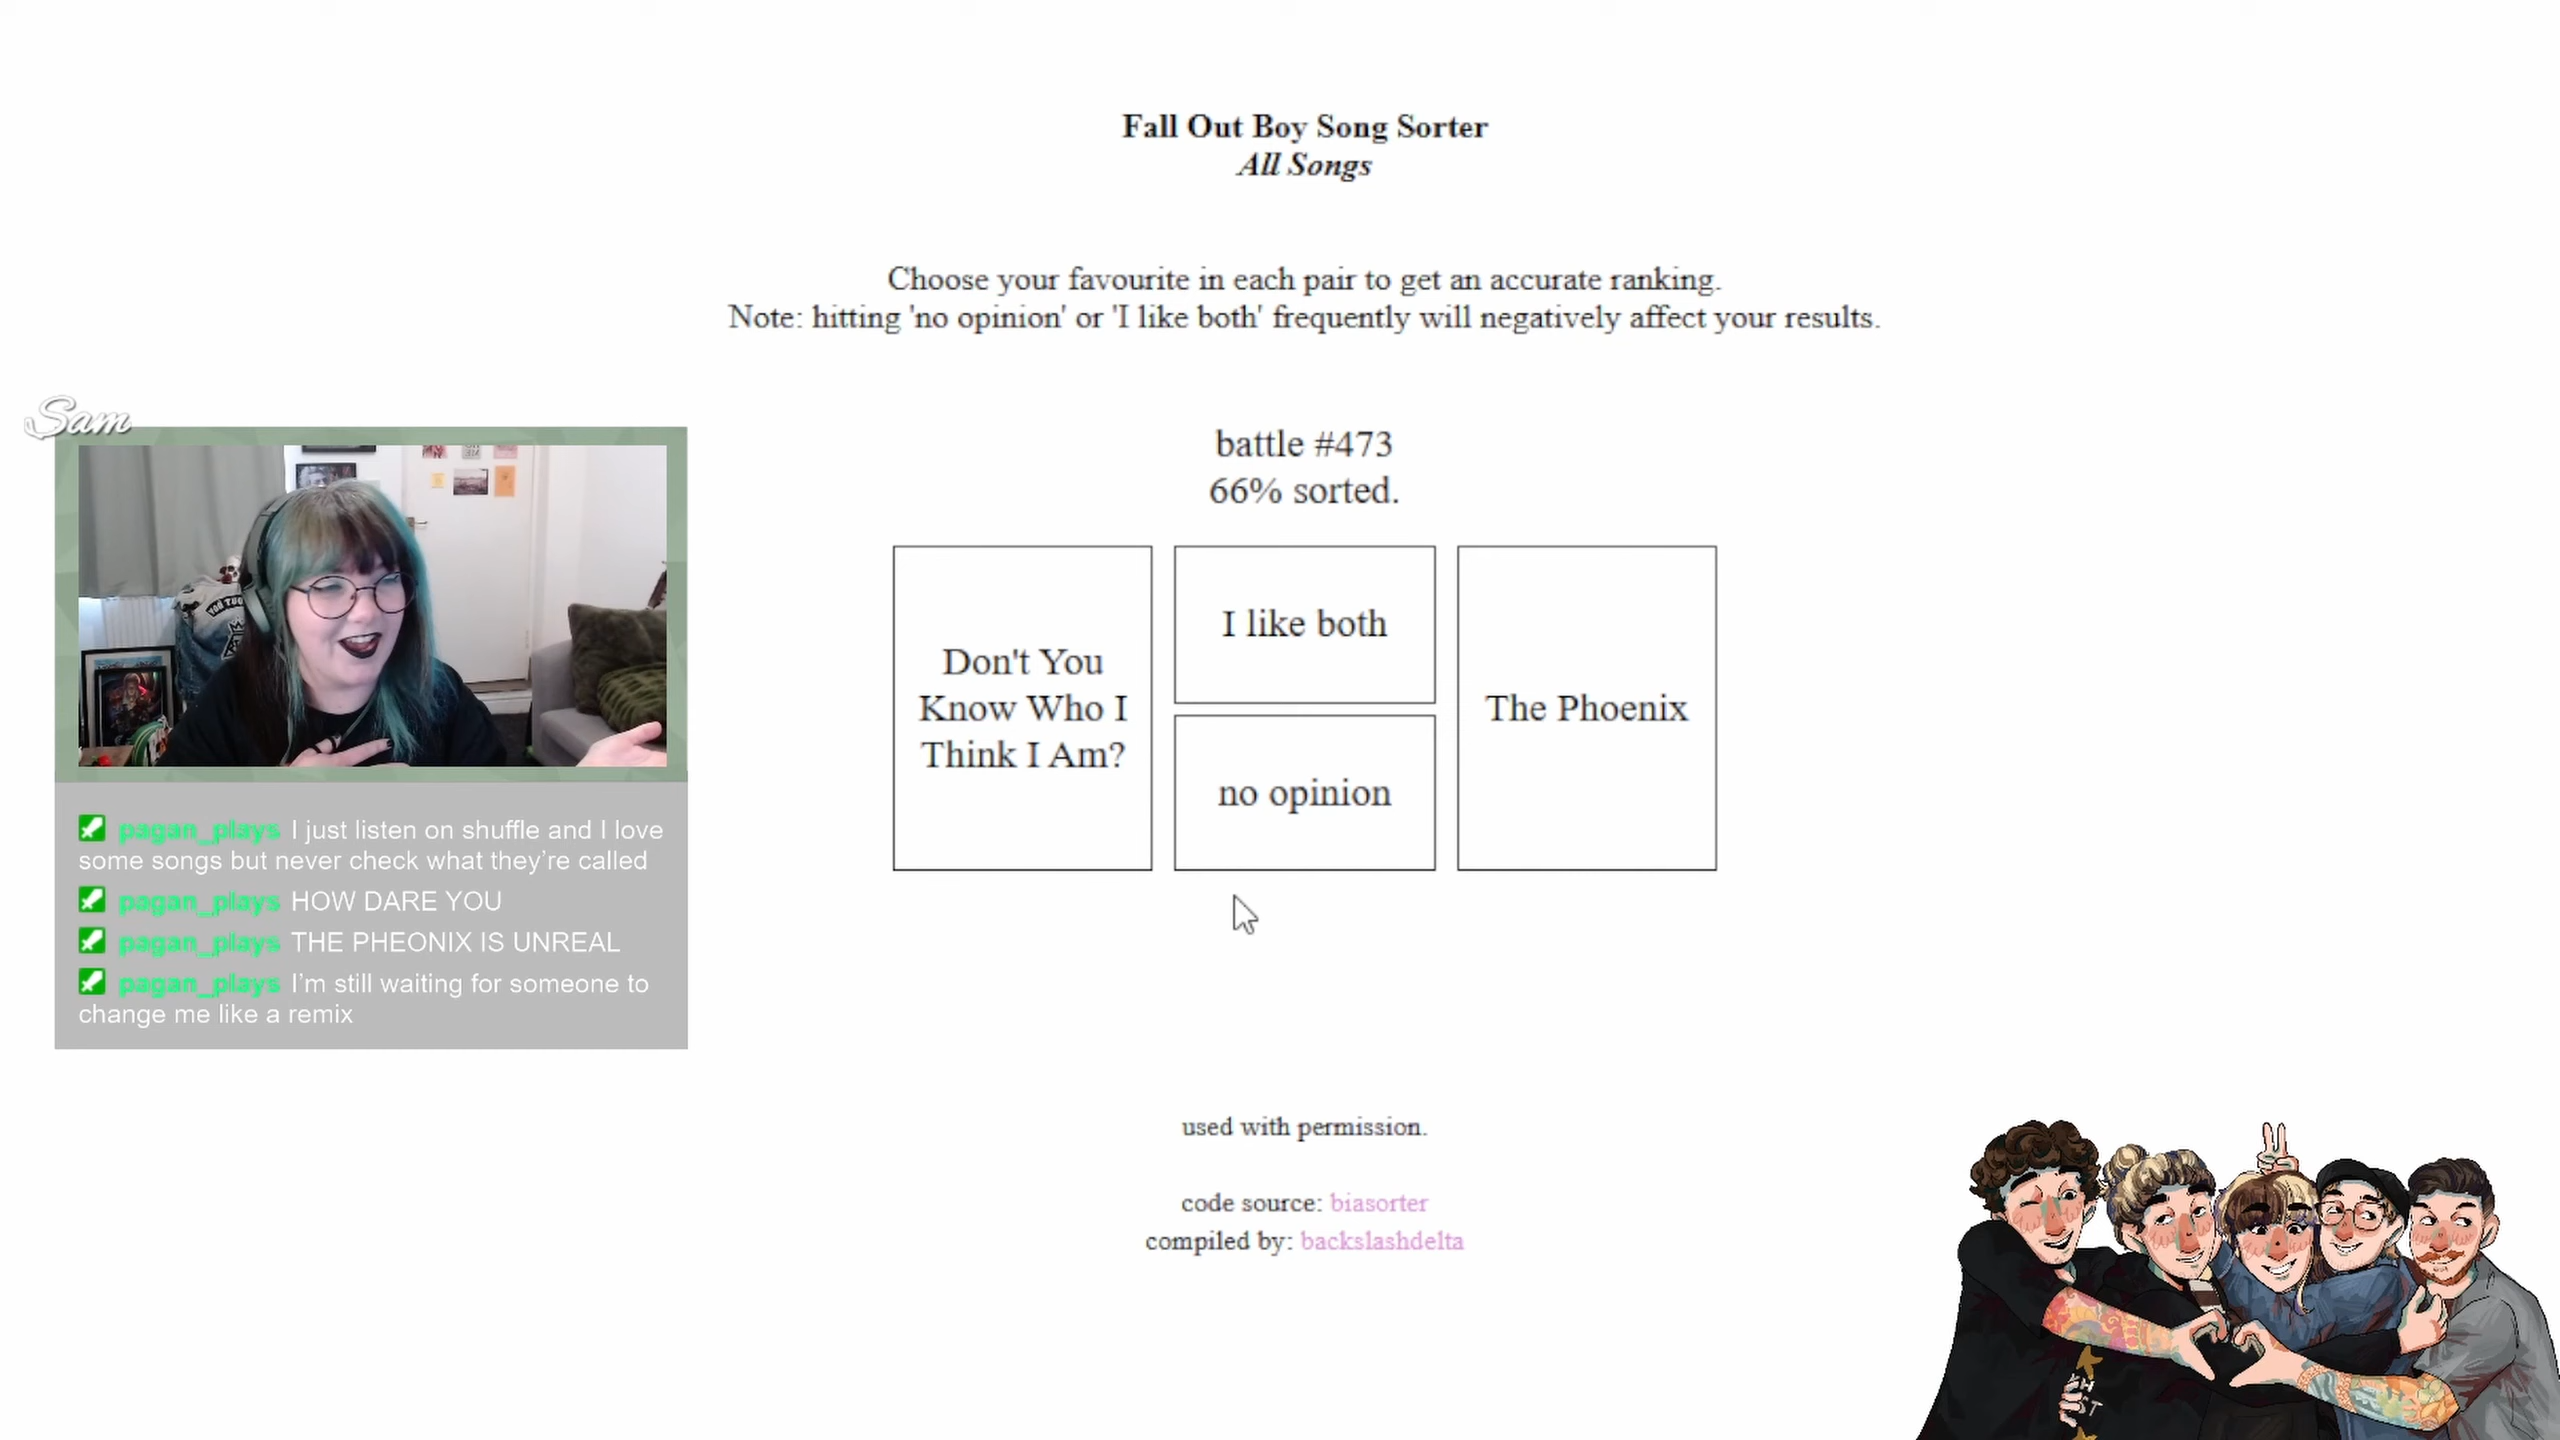 Fall Out Boy Song Sorter
All Songs
Choose your favourite in each pair to get an accurate ranking.
Note: hitting 'no opinion' or 'I like both' frequently will negatively affect your results.
Sam
battle #473
66% sorted.
Don't You
Know Who I
Think I Am?
I like both
no opinion
The Phoenix
pagan_plays I just listen on shuffle and I love
some songs but never check what they're called
pagan_plays HOW DARE YOU
pagan_plays THE PHEONIX IS UNREAL
pagan_plays I'm still waiting for someone to
change me like a remix
used with permission.
code source: biasorter
compiled by: backslashdelta